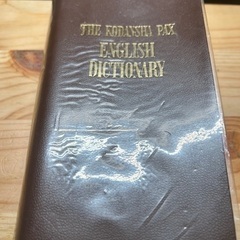 THE KODANSHA PAX
ENGLISH
DICTIONARY